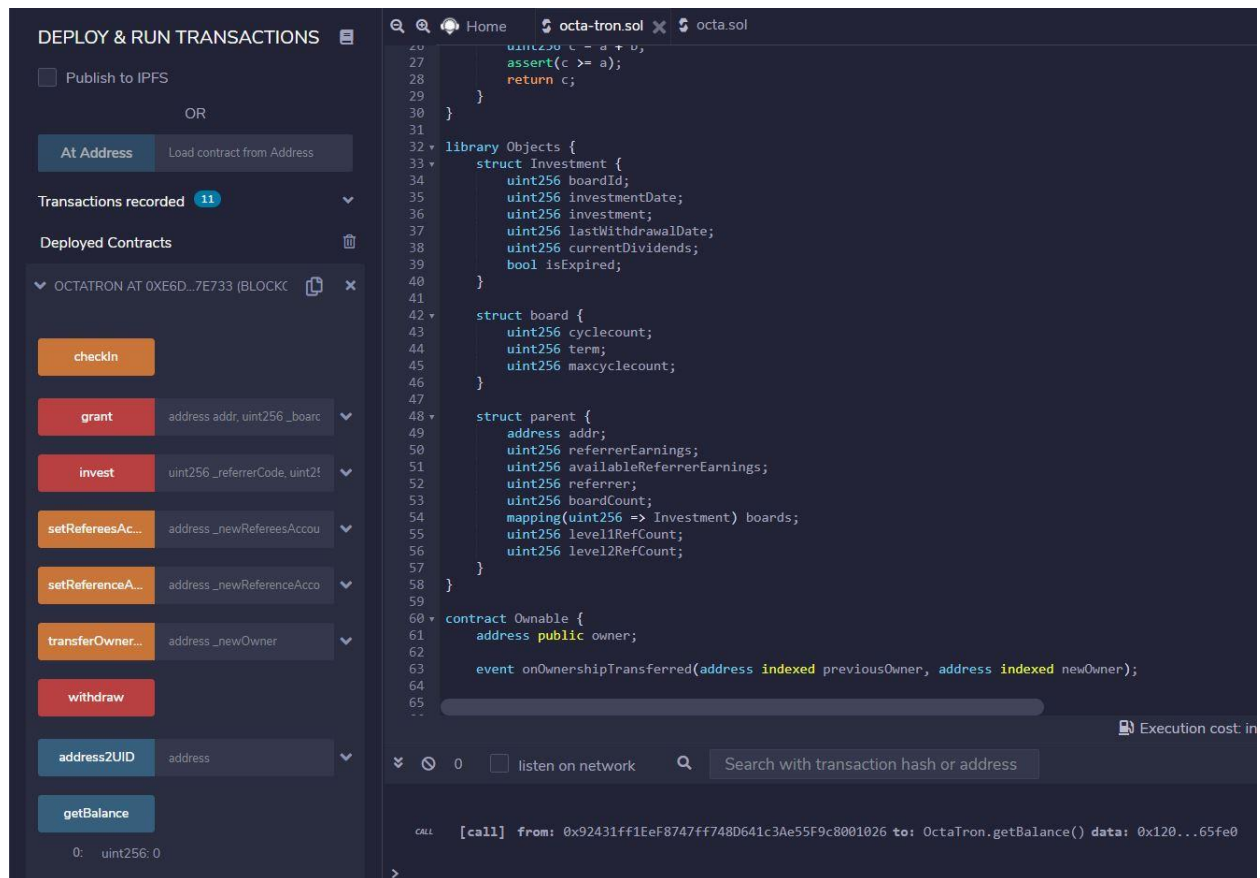 DEPLOY & RUN TRANSACTIONS
Publish to IPFS
OR
At Address Load contract from Address
Transactions recorded 11
Deployed Contracts
OCTATRON AT 0XE6D...7E733 (BLOCKC
checkIn
grant address addr, uint256 _board
invest uint256 _referrerCode, uint25
setRefereesAc... address _newRefereesAccou
setReferenceA... address _newReferenceAcco
transferOwner... address _newOwner
withdraw
address2UID address
getBalance
0: uint256: 0
Home octa-tron.sol octa.sol
26 uint256 c = a + b;
27 assert(c >= a);
28 return c;
29 }
30 }
31
32 library Objects {
33 struct Investment {
34 uint256 boardId;
35 uint256 investmentDate;
36 uint256 investment;
37 uint256 lastWithdrawalDate;
38 uint256 currentDividends;
39 bool isExpired;
40 }
41
42 struct board {
43 uint256 cyclecount;
44 uint256 term;
45 uint256 maxcyclecount;
46 }
47
48 struct parent {
49 address addr;
50 uint256 referrerEarnings;
51 uint256 availableReferrerEarnings;
52 uint256 referrer;
53 uint256 boardCount;
54 mapping(uint256 => Investment) boards;
55 uint256 level1RefCount;
56 uint256 level2RefCount;
57 }
58 }
59
60 contract Ownable {
61 address public owner;
62
63 event onOwnershipTransferred(address indexed previousOwner, address indexed newOwner);
64
65
Execution cost: in
0 listen on network Search with transaction hash or address
CALL [call] from: 0x92431ff1EeF8747ff748D641c3Ae55F9c8001026 to: OctaTron.getBalance() data: 0x120...65fe0
>